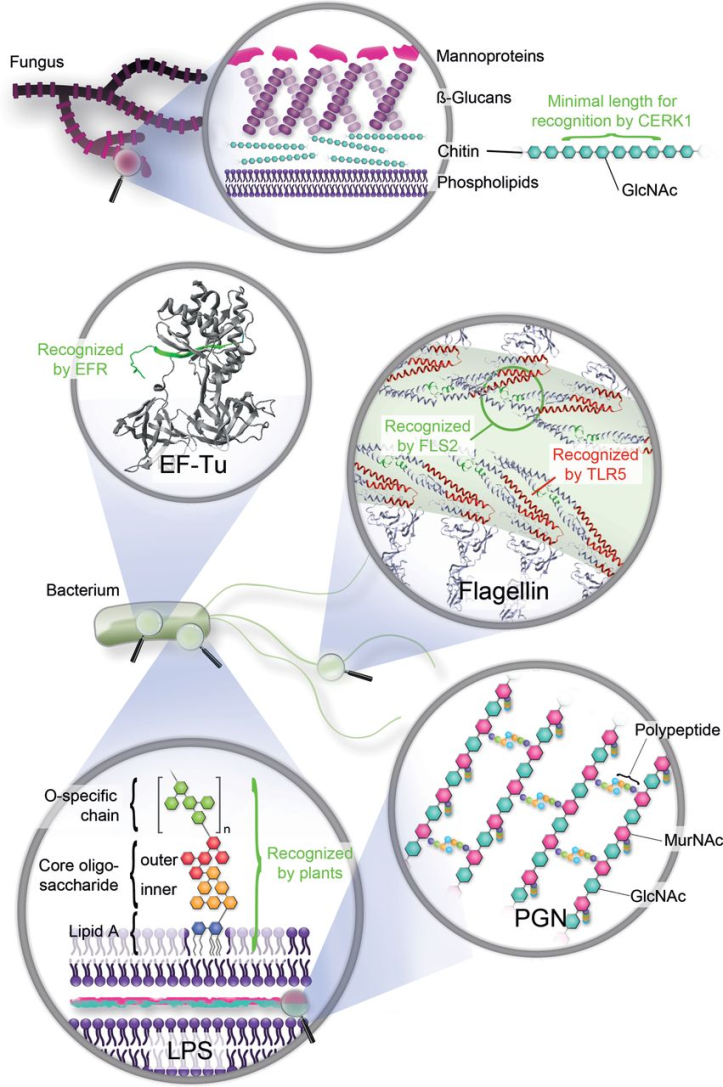 Fungus
Mannoproteins
ß-Glucans
Minimal length for
recognition by CERK1
Chitin
GlcNAc
Phospholipids
Recognized
by EFR
EF-Tu
Recognized
by FLS2
Recognized
by TLR5
Flagellin
Bacterium
O-specific
chain
n
Core oligo-
saccharide
outer
inner
Recognized
by plants
Lipid A
LPS
Polypeptide
MurNAc
GlcNAc
PGN